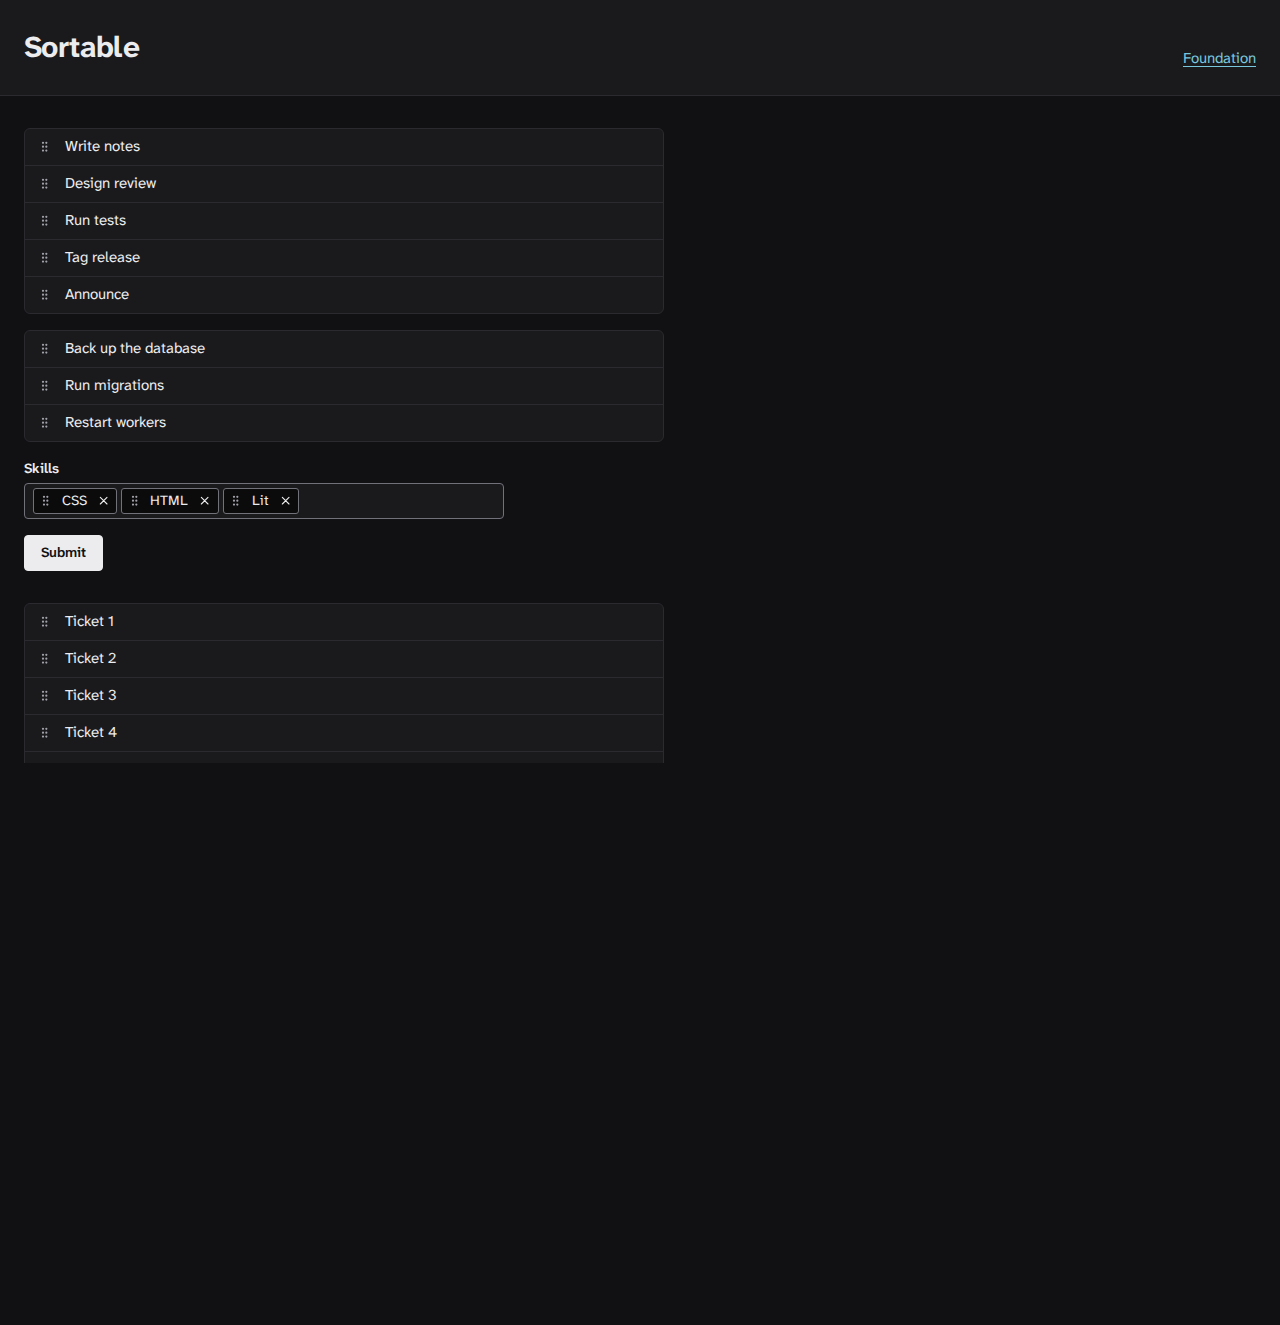 Sortable
Foundation
Write notes
Design review
Run tests
Tag release
Announce
Back up the database
Run migrations
Restart workers
Skills
CSS HTML Lit
Submit
Ticket 1
Ticket 2
Ticket 3
Ticket 4